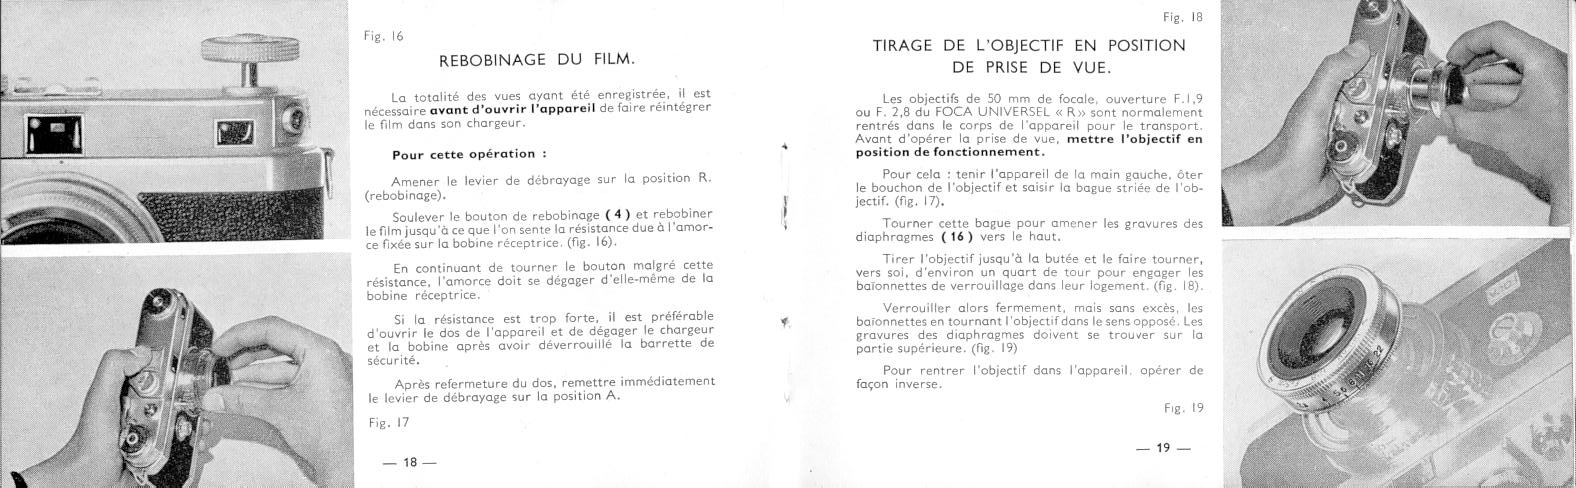 Fig. 16
REBOBINAGE DU FILM.
La totalité des vues ayant été enregistrée, il est
nécessaire avant d'ouvrir l'appareil de faire réintégrer
le film dans son chargeur.
Pour cette opération :
Amener le levier de débrayage sur la position R.
(rebobinage).
Soulever le bouton de rebobinage (4) et rebobiner
le film jusqu'à ce que l'on sente la résistance due à l'amor-
ce fixée sur la bobine réceptrice. (fig. 16).
En continuant de tourner le bouton malgré cette
résistance, l'amorce doit se dégager d'elle-même de la
bobine réceptrice.
Si la résistance est trop forte, il est préférable
d'ouvrir le dos de l'appareil et de dégager le chargeur
et la bobine après avoir déverrouillé la barrette de
sécurité.
Après refermeture du dos, remettre immédiatement
le levier de débrayage sur la position A.
Fig. 17
— 18 —
Fig. 18
TIRAGE DE L'OBJECTIF EN POSITION
DE PRISE DE VUE.
Les objectifs de 50 mm de focale, ouverture F.1,9
ou F. 2,8 du FOCA UNIVERSEL « R » sont normalement
rentrés dans le corps de l'appareil pour le transport.
Avant d'opérer la prise de vue, mettre l'objectif en
position de fonctionnement.
Pour cela : tenir l'appareil de la main gauche, ôter
le bouchon de l'objectif et saisir la bague striée de l'ob-
jectif. (fig. 17).
Tourner cette bague pour amener les gravures des
diaphragmes (16) vers le haut.
Tirer l'objectif jusqu'à la butée et le faire tourner,
vers soi, d'environ un quart de tour pour engager les
baïonnettes de verrouillage dans leur logement. (fig. 18).
Verrouiller alors fermement, mais sans excès, les
baïonnettes en tournant l'objectif dans le sens opposé. Les
gravures des diaphragmes doivent se trouver sur la
partie supérieure. (fig. 19)
Pour rentrer l'objectif dans l'appareil. opérer de
façon inverse.
Fig. 19
— 19 —